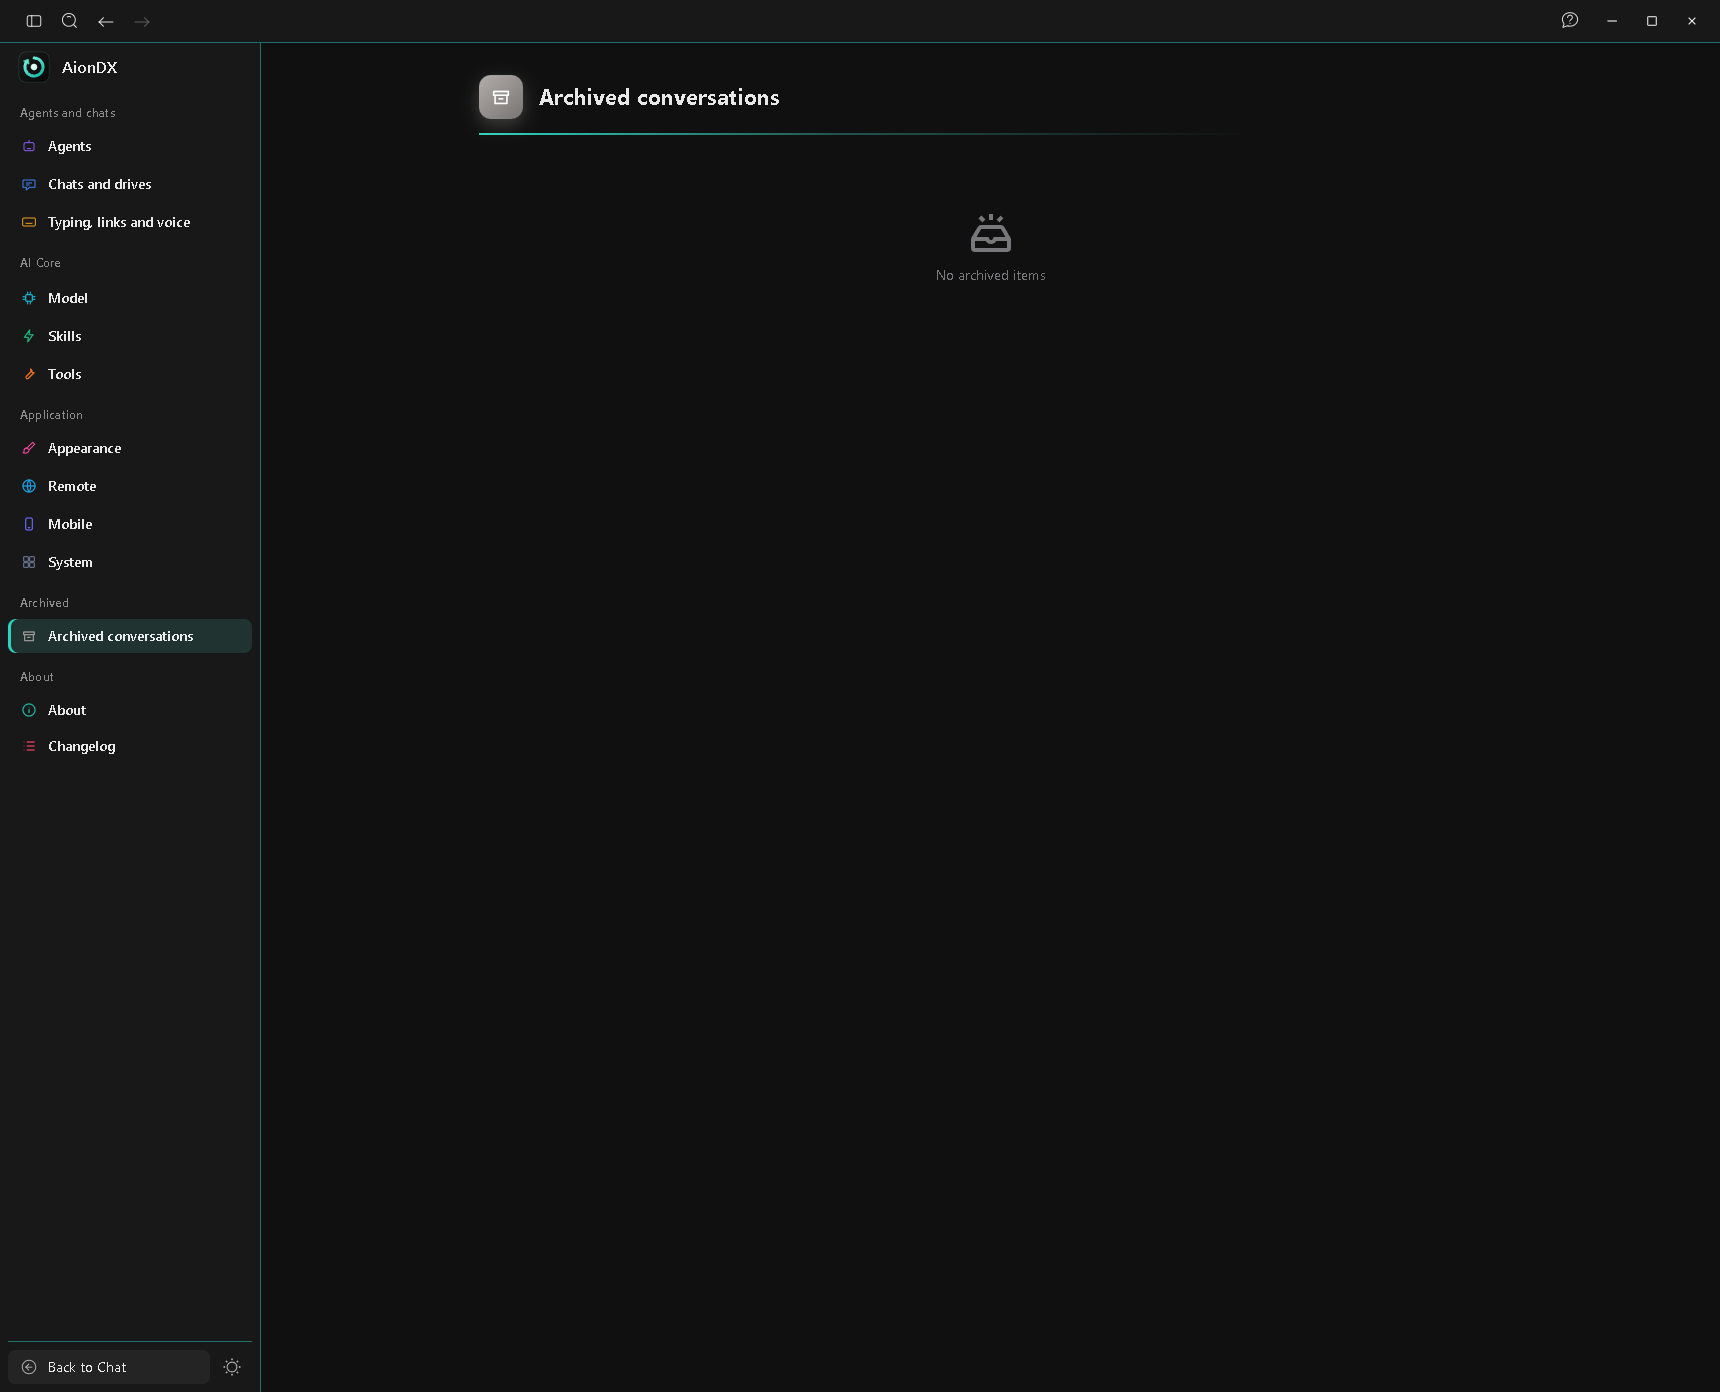 AionDX
Agents and chats
Agents
Chats and drives
Typing, links and voice
AI Core
Model
Skills
Tools
Application
Appearance
Remote
Mobile
System
Archived
Archived conversations
About
About
Changelog
Back to Chat
Archived conversations
No archived items